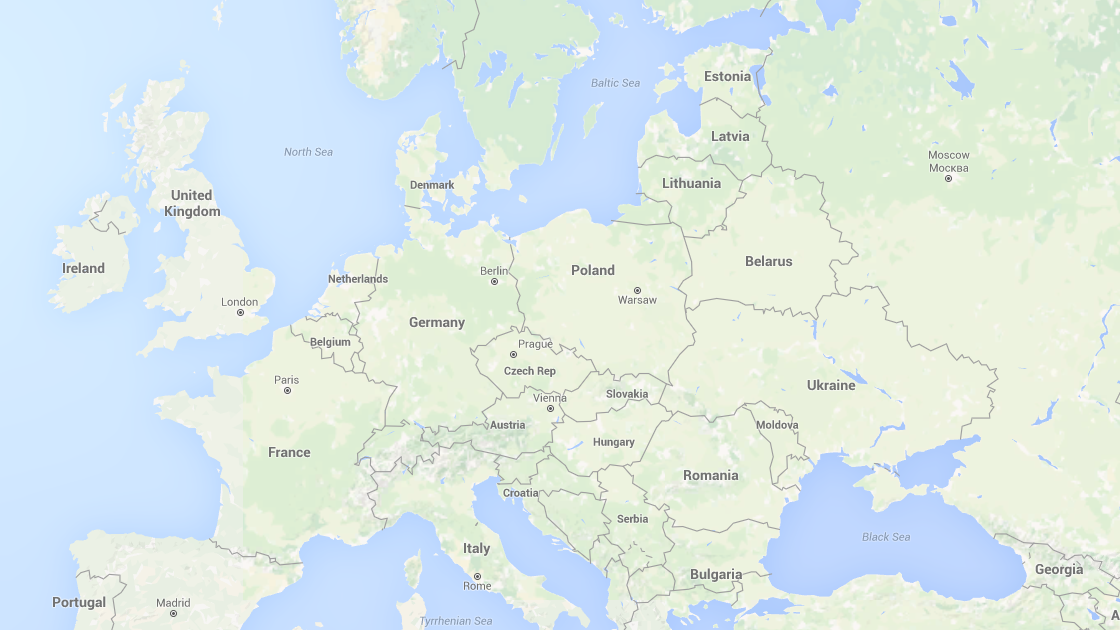 Baltic Sea
Estonia
Latvia
North Sea
Moscow
Москва
Denmark
Lithuania
United
Kingdom
Ireland
Netherlands
Berlin
Poland
Belarus
London
Warsaw
Germany
Belgium
Prague
Czech Rep
Paris
Vienna
Slovakia
Ukraine
Austria
Moldova
France
Hungary
Romania
Croatia
Serbia
Italy
Black Sea
Rome
Bulgaria
Georgia
Portugal
Madrid
Tyrrhenian Sea
A